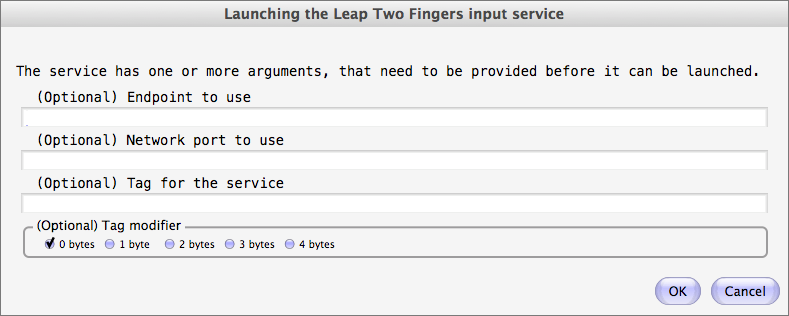 Launching the Leap Two Fingers input service
The service has one or more arguments, that need to be provided before it can be launched.
(Optional) Endpoint to use
(Optional) Network port to use
(Optional) Tag for the service
(Optional) Tag modifier
0 bytes 1 byte 2 bytes 3 bytes 4 bytes
OK Cancel